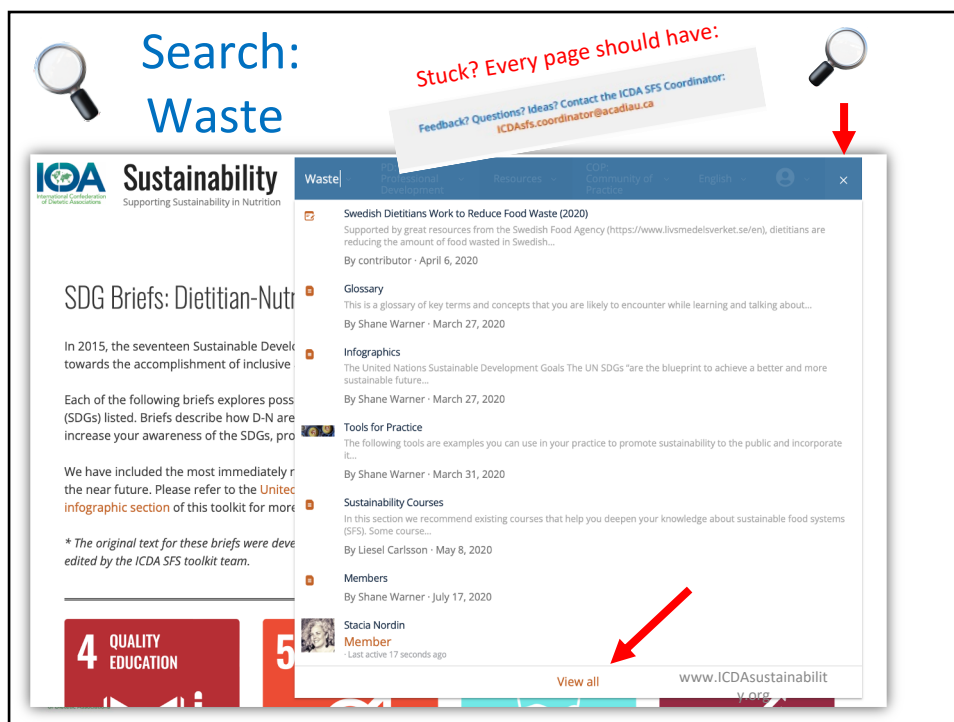 Search:
Waste
Stuck? Every page should have:
Feedback? Questions? Ideas? Contact the ICDA SFS Coordinator:
ICDAsfs.coordinator@acadiau.ca
ICDA
International Confederation
of Dietetic Associations
Sustainability
Supporting Sustainability in Nutrition
Waste
Professional
Development
Resources
COP:
Community of
Practice
English
×
Swedish Dietitians Work to Reduce Food Waste (2020)
Supported by great resources from the Swedish Food Agency (https://www.livsmedelsverket.se/en), dietitians are
reducing the amount of food wasted in Swedish...
By contributor · April 6, 2020
Glossary
This is a glossary of key terms and concepts that you are likely to encounter while learning and talking about...
By Shane Warner · March 27, 2020
Infographics
The United Nations Sustainable Development Goals The UN SDGs “are the blueprint to achieve a better and more
sustainable future...
By Shane Warner · March 27, 2020
Tools for Practice
The following tools are examples you can use in your practice to promote sustainability to the public and incorporate
it...
By Shane Warner · March 31, 2020
Sustainability Courses
In this section we recommend existing courses that help you deepen your knowledge about sustainable food systems
(SFS). Some course...
By Liesel Carlsson · May 8, 2020
Members
By Shane Warner · July 17, 2020
Stacia Nordin
Member
· Last active 17 seconds ago
View all
SDG Briefs: Dietitian-Nutr
In 2015, the seventeen Sustainable Develo
towards the accomplishment of inclusive
Each of the following briefs explores poss
(SDGs) listed. Briefs describe how D-N are
increase your awareness of the SDGs, pro
We have included the most immediately r
the near future. Please refer to the United
infographic section of this toolkit for more
* The original text for these briefs were deve
edited by the ICDA SFS toolkit team.
4 QUALITY
EDUCATION
5
www.ICDAsustainabilit
y.org